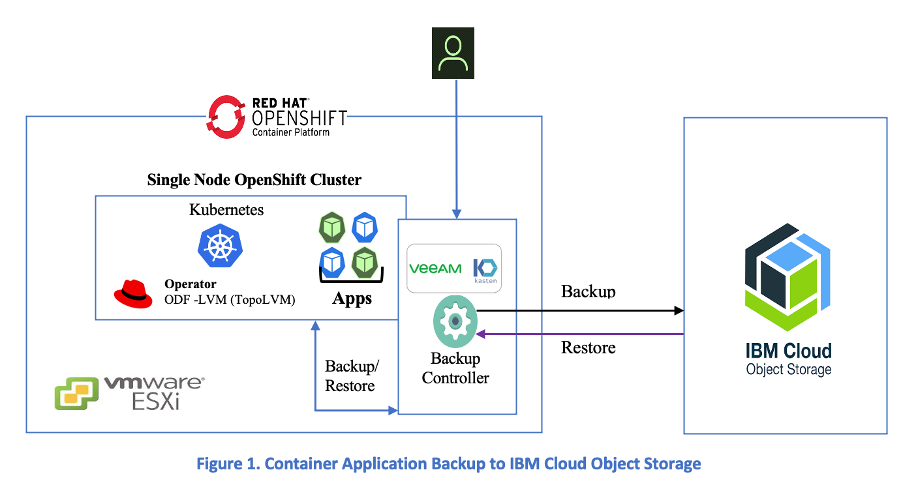 RED HAT®
OPENSHIFT
Container Platform
Single Node OpenShift Cluster
Kubernetes
Operator
ODF -LVM (TopoLVM)
Apps
veeAM
Kasten
Backup
Controller
Backup/
Restore
Backup
Restore
vmware®
ESXi
IBM Cloud
Object Storage
Figure 1. Container Application Backup to IBM Cloud Object Storage